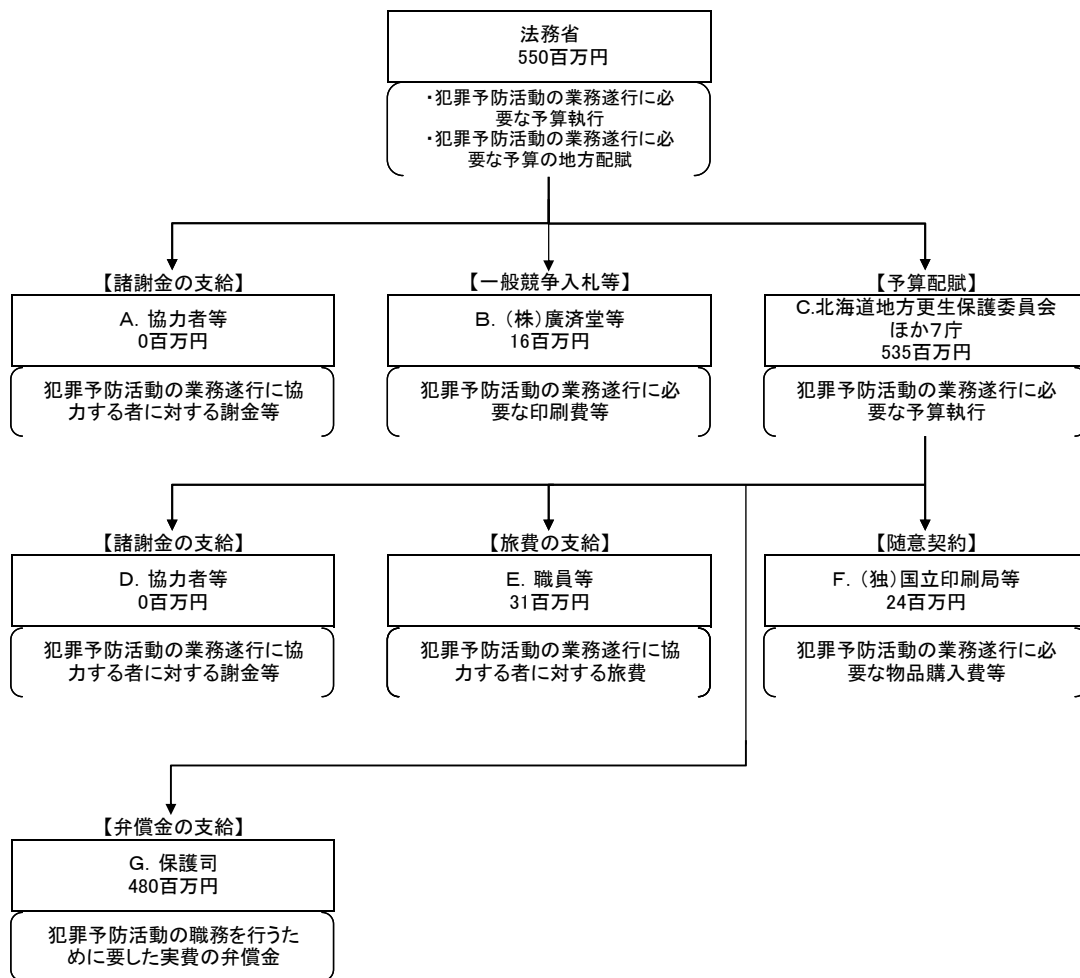 法務省
550百万円
・犯罪予防活動の業務遂行に必
要な予算執行
・犯罪予防活動の業務遂行に必
要な予算の地方配賦
【諸謝金の支給】
A．協力者等
0百万円
犯罪予防活動の業務遂行に協
力する者に対する謝金等
【一般競争入札等】
B．（株）廣済堂等
16百万円
犯罪予防活動の業務遂行に必
要な印刷費等
【予算配賦】
C.北海道地方更生保護委員会
ほか7庁
535百万円
犯罪予防活動の業務遂行に必
要な予算執行
【諸謝金の支給】
D．協力者等
0百万円
犯罪予防活動の業務遂行に協
力する者に対する謝金等
【旅費の支給】
E．職員等
31百万円
犯罪予防活動の業務遂行に協
力する者に対する旅費
【随意契約】
F．（独）国立印刷局等
24百万円
犯罪予防活動の業務遂行に必
要な物品購入費等
【弁償金の支給】
G．保護司
480百万円
犯罪予防活動の職務を行うた
めに要した実費の弁償金